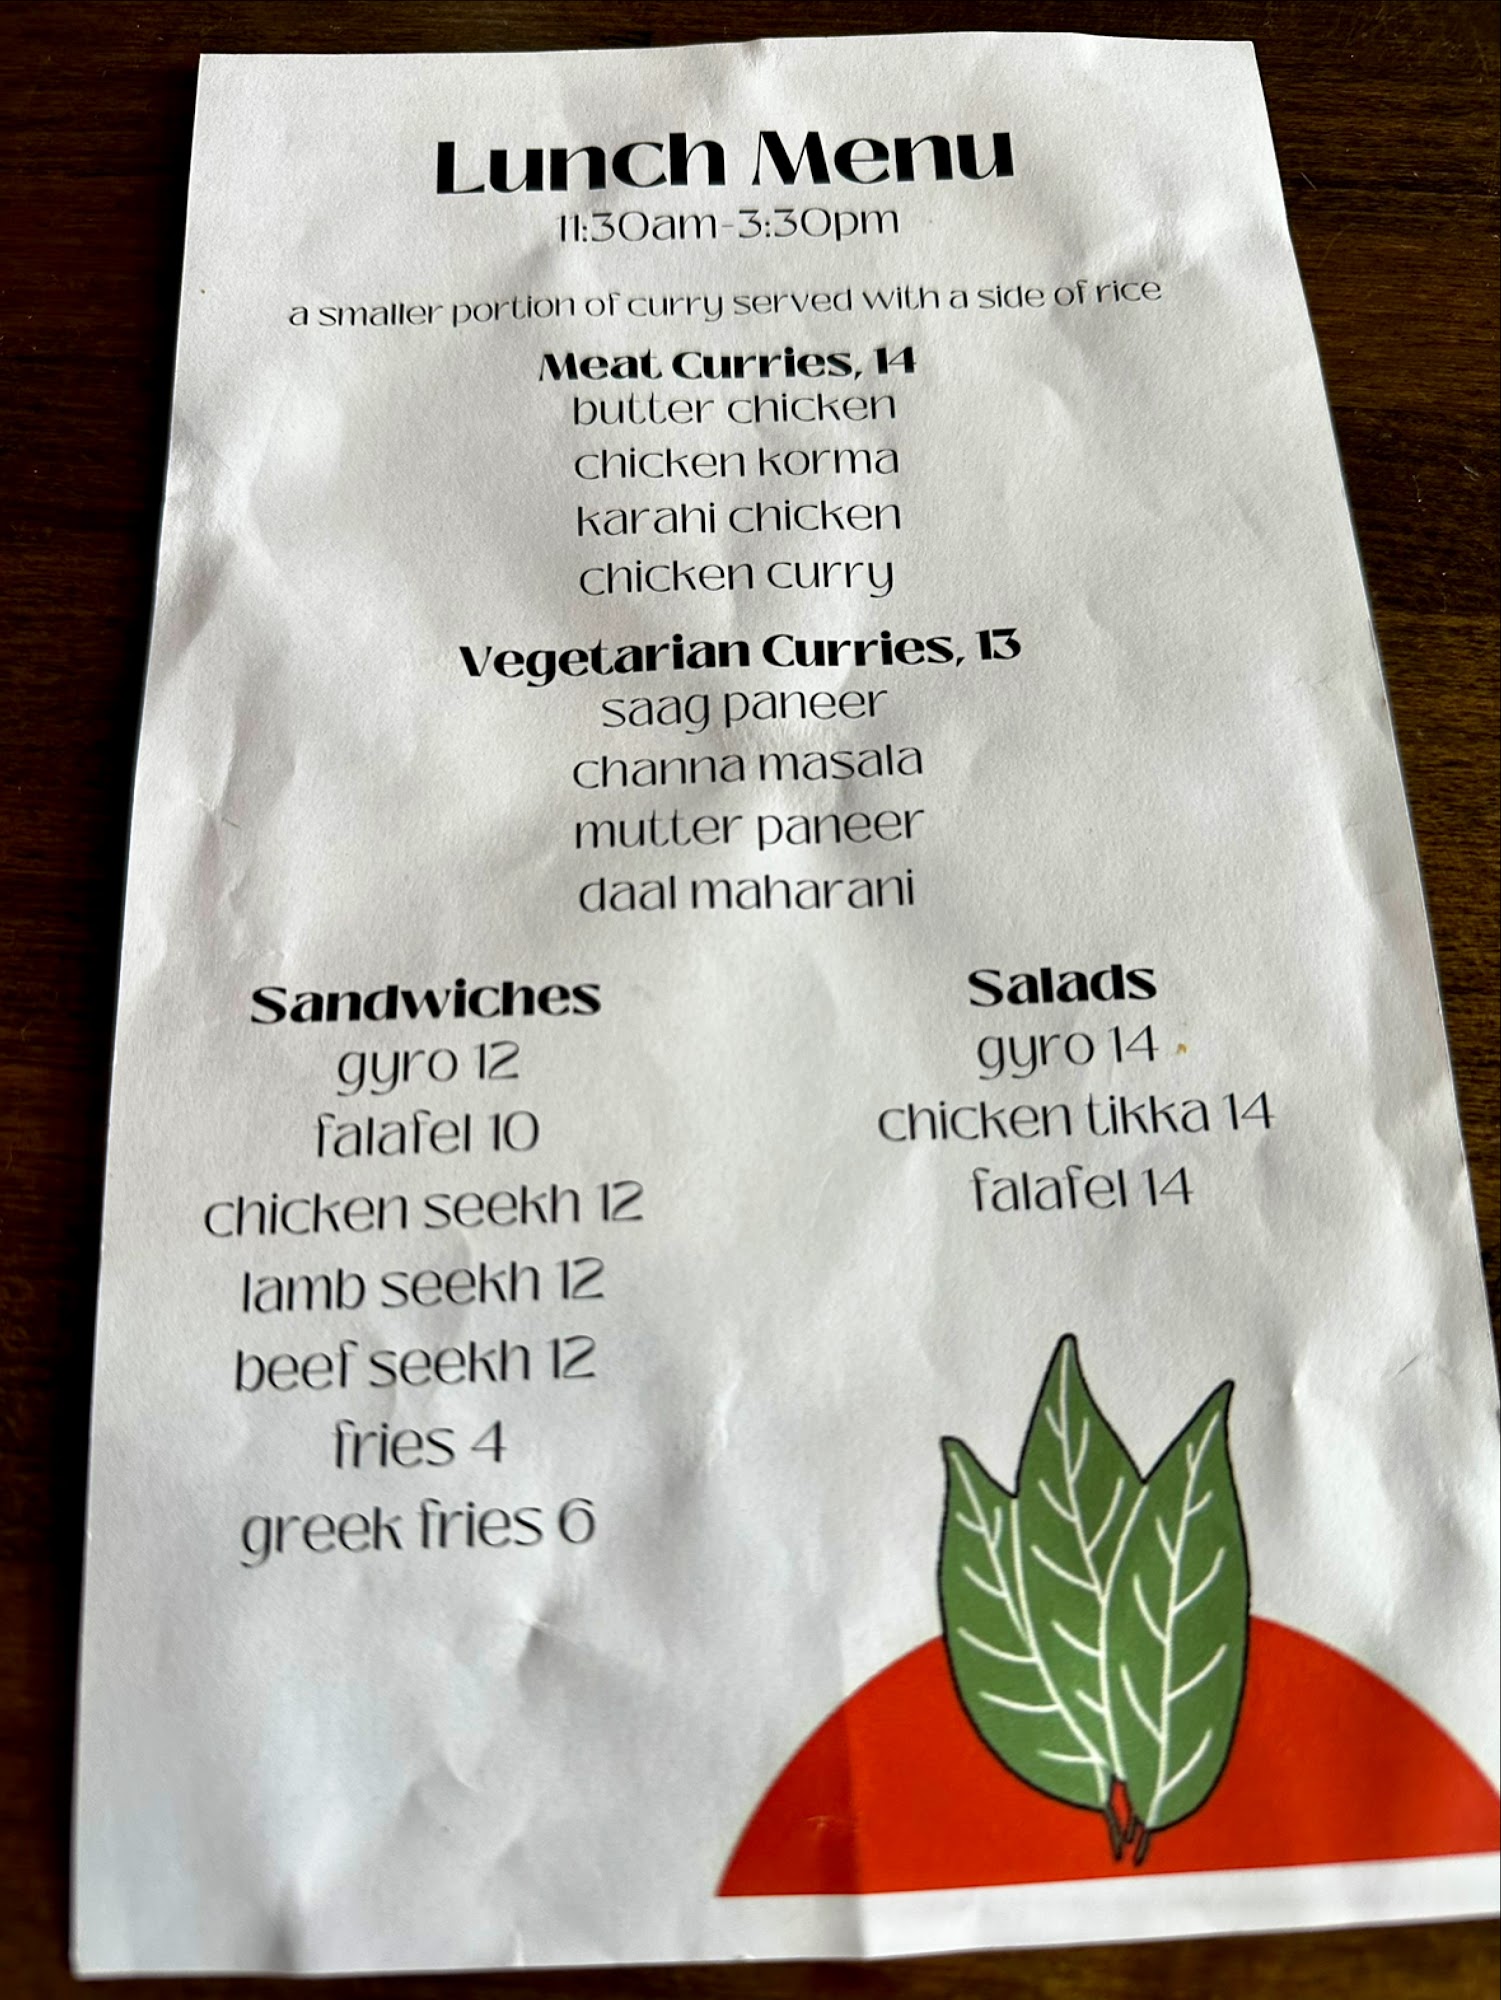 Lunch Menu
11:30am-3:30pm
a smaller portion of curry served with a side of rice
Meat Curries, 14
butter chicken
chicken korma
karahi chicken
chicken curry
Vegetarian Curries, 13
saag paneer
channa masala
mutter paneer
daal maharani
Sandwiches
gyro 12
falafel 10
chicken seekh 12
lamb seekh 12
beef seekh 12
fries 4
greek fries 6
Salads
gyro 14
chicken tikka 14
falafel 14